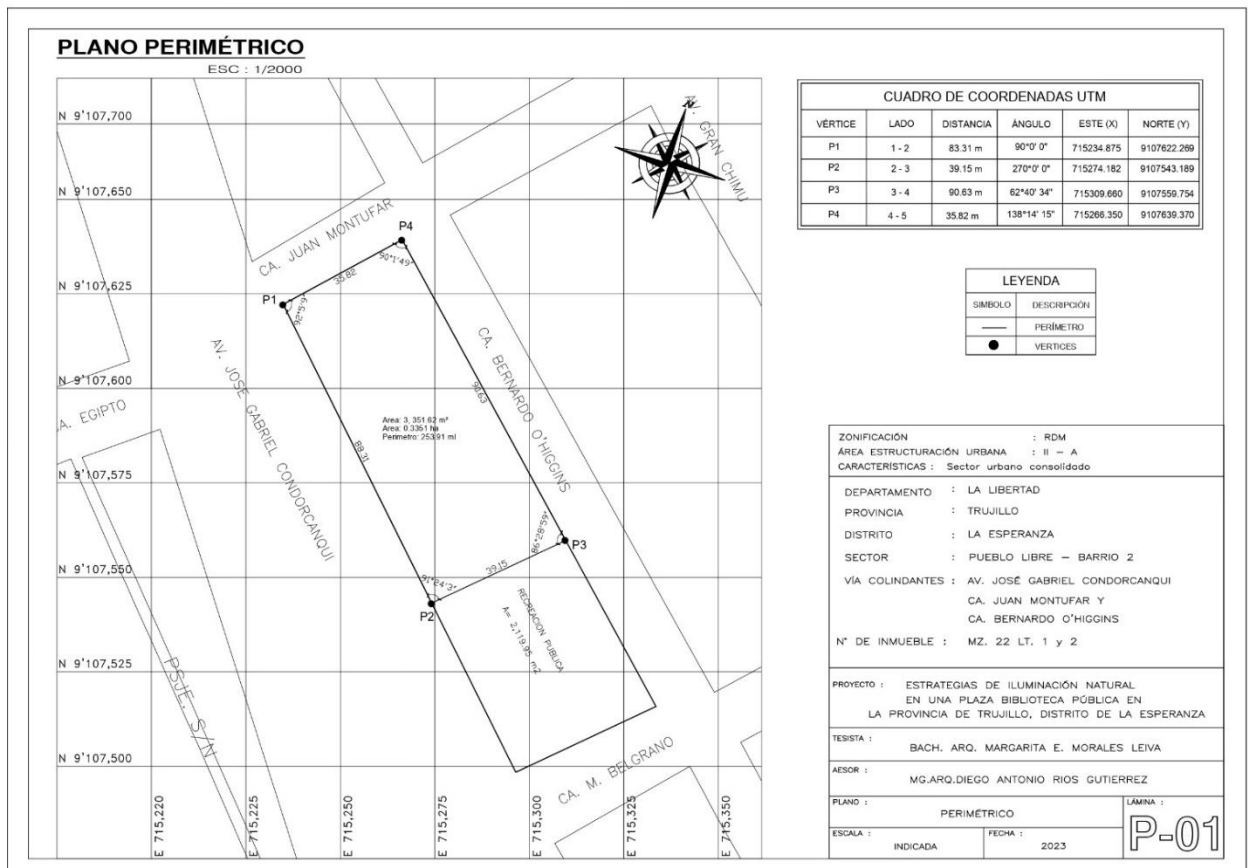 PLANO PERIMÉTRICO
ESC : 1/2000
N 9'107,700
N 9'107,650
N 9'107,625
N 9'107,600
N 9'107,575
N 9'107,550
N 9'107,525
N 9'107,500
E 715,220
E 715,225
E 715,250
E 715,275
E 715,300
E 715,325
E 715,350
N
AV. GRAN CHIMU
CA. JUAN MONTUFAR
AV. JOSE GABRIEL CONDORCANQUI
CA. BERNARDO O'HIGGINS
CA. EGIPTO
PSJE. S/N
CA. M. BELGRANO
P4
90°1'49"
35.82
P1
92°5'9"
90.63
88.31
Area: 3, 351.62 m²
Area: 0.3351 ha
Perimetro: 253.91 ml
86°28'59"
P3
39.15
91°24'3"
P2
RECREACION PUBLICA
A= 2,119.95 m2
CUADRO DE COORDENADAS UTM
VÉRTICE LADO DISTANCIA ÁNGULO ESTE (X) NORTE (Y)
P1 1 - 2 83.31 m 90°0' 0" 715234.875 9107622.269
P2 2 - 3 39.15 m 270°0' 0" 715274.182 9107543.189
P3 3 - 4 90.63 m 62°40' 34" 715309.660 9107559.754
P4 4 - 5 35.82 m 138°14' 15" 715266.350 9107639.370
LEYENDA
SIMBOLO DESCRIPCIÓN
PERÍMETRO
VERTICES
ZONIFICACIÓN : RDM
ÁREA ESTRUCTURACIÓN URBANA : II – A
CARACTERÍSTICAS : Sector urbano consolidado
DEPARTAMENTO : LA LIBERTAD
PROVINCIA : TRUJILLO
DISTRITO : LA ESPERANZA
SECTOR : PUEBLO LIBRE – BARRIO 2
VÍA COLINDANTES : AV. JOSÉ GABRIEL CONDORCANQUI
CA. JUAN MONTUFAR Y
CA. BERNARDO O'HIGGINS
N° DE INMUEBLE : MZ. 22 LT. 1 y 2
PROYECTO : ESTRATEGIAS DE ILUMINACIÓN NATURAL
EN UNA PLAZA BIBLIOTECA PÚBLICA EN
LA PROVINCIA DE TRUJILLO, DISTRITO DE LA ESPERANZA
TESISTA :
BACH. ARQ. MARGARITA E. MORALES LEIVA
AESOR :
MG.ARQ.DIEGO ANTONIO RIOS GUTIERREZ
PLANO :
PERIMÉTRICO
LÁMINA :
P-01
ESCALA :
INDICADA
FECHA :
2023